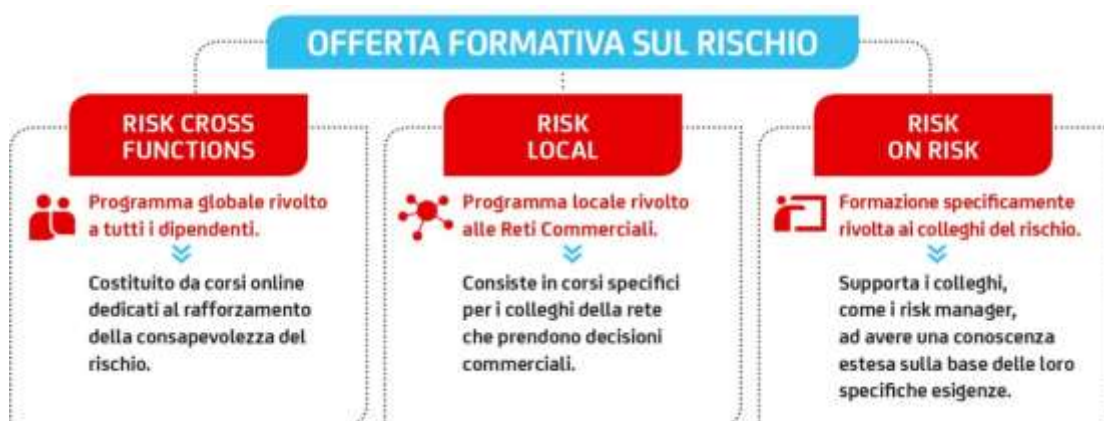 OFFERTA FORMATIVA SUL RISCHIO
RISK CROSS
FUNCTIONS
Programma globale rivolto
a tutti i dipendenti.
Costituito da corsi online
dedicati al rafforzamento
della consapevolezza del
rischio.
RISK
LOCAL
Programma locale rivolto
alle Reti Commerciali.
Consiste in corsi specifici
per i colleghi della rete
che prendono decisioni
commerciali.
RISK
ON RISK
Formazione specificamente
rivolta ai colleghi del rischio.
Supporta i colleghi,
come i risk manager,
ad avere una conoscenza
estesa sulla base delle loro
specifiche esigenze.